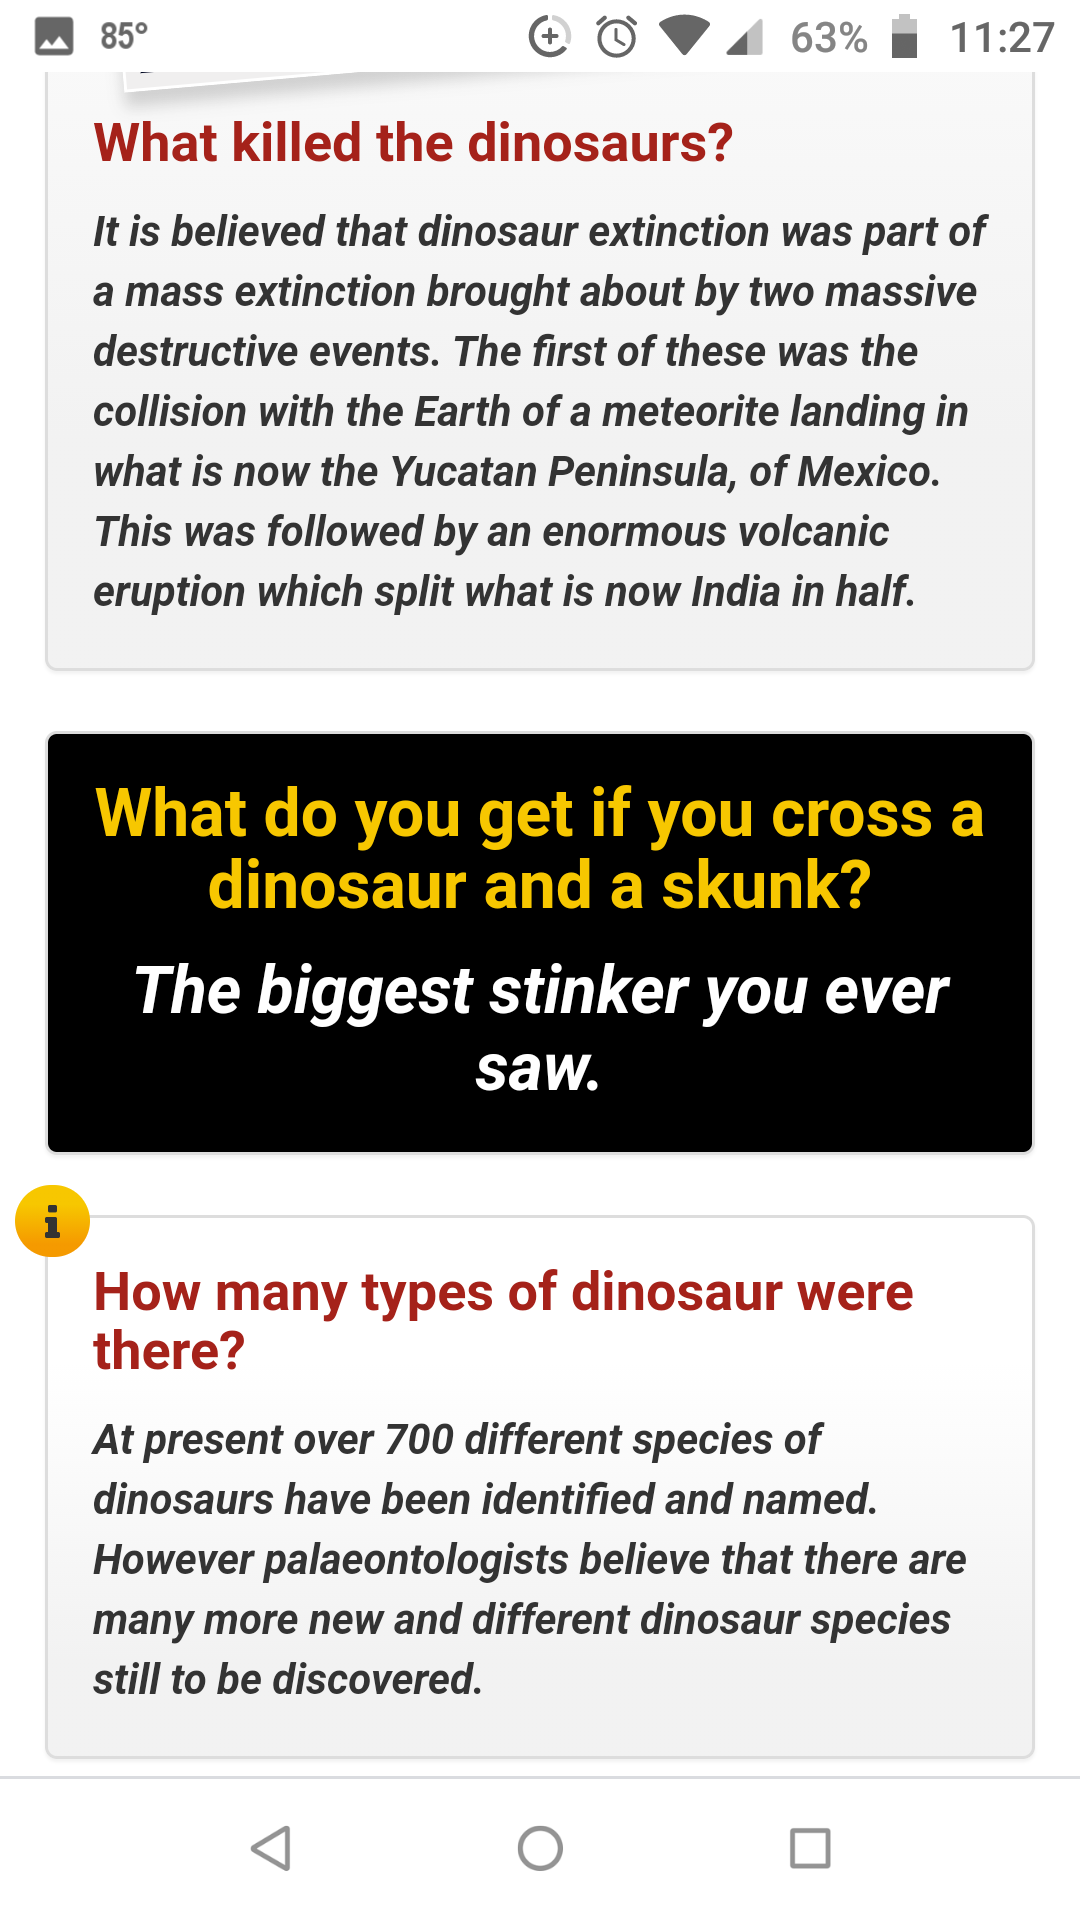 85°
63%
11:27
What killed the dinosaurs?
It is believed that dinosaur extinction was part of
a mass extinction brought about by two massive
destructive events. The first of these was the
collision with the Earth of a meteorite landing in
what is now the Yucatan Peninsula, of Mexico.
This was followed by an enormous volcanic
eruption which split what is now India in half.
What do you get if you cross a
dinosaur and a skunk?
The biggest stinker you ever
saw.
i
How many types of dinosaur were
there?
At present over 700 different species of
dinosaurs have been identified and named.
However palaeontologists believe that there are
many more new and different dinosaur species
still to be discovered.